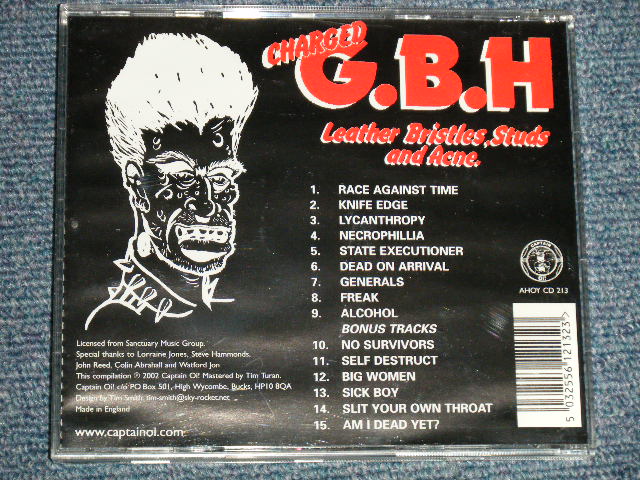 CHARGED
G.B.H
Leather Bristles, Studs
and Acne.
1. RACE AGAINST TIME
2. KNIFE EDGE
3. LYCANTHROPY
4. NECROPHILLIA
5. STATE EXECUTIONER
6. DEAD ON ARRIVAL
7. GENERALS
8. FREAK
9. ALCOHOL
BONUS TRACKS
10. NO SURVIVORS
11. SELF DESTRUCT
12. BIG WOMEN
13. SICK BOY
14. SLIT YOUR OWN THROAT
15. AM I DEAD YET?
CAPTAIN
OI!
AHOY CD 213
5 032556 121323
Licensed from Sanctuary Music Group.
Special thanks to Lorraine Jones, Steve Hammonds,
John Reed, Colin Abrahall and Watford Jon
This compilation ℗ 2002 Captain Oi! Mastered by Tim Turan.
Captain Oi! c/o PO Box 501, High Wycombe, Bucks, HP10 8QA
Design by Tim Smith, tim-smith@sky-rocket.net
Made in England
www.captainoi.com